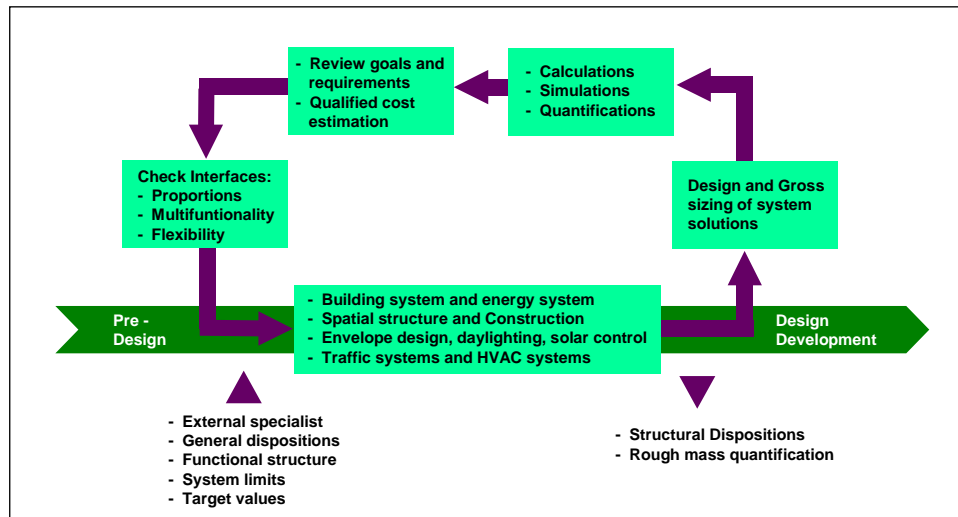 - Review goals and
requirements
- Qualified cost
estimation
- Calculations
- Simulations
- Quantifications
Check Interfaces:
- Proportions
- Multifuntionality
- Flexibility
Design and Gross
sizing of system
solutions
Pre -
Design
- Building system and energy system
- Spatial structure and Construction
- Envelope design, daylighting, solar control
- Traffic systems and HVAC systems
Design
Development
- External specialist
- General dispositions
- Functional structure
- System limits
- Target values
- Structural Dispositions
- Rough mass quantification